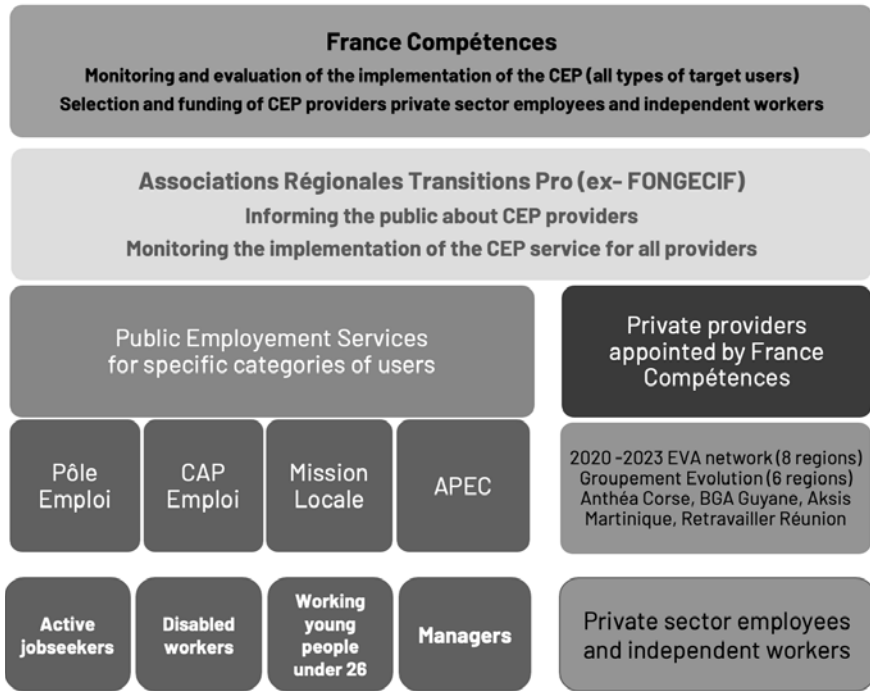 France Compétences
Monitoring and evaluation of the implementation of the CEP (all types of target users)
Selection and funding of CEP providers private sector employees and independent workers
Associations Régionales Transitions Pro (ex- FONGECIF)
Informing the public about CEP providers
Monitoring the implementation of the CEP service for all providers
Public Employement Services
for specific categories of users
Private providers
appointed by France
Compétences
Pôle
Emploi
CAP
Emploi
Mission
Locale
APEC
2020 -2023 EVA network (8 regions)
Groupement Evolution (6 regions)
Anthéa Corse, BGA Guyane, Aksis
Martinique, Retravailler Réunion
Active
jobseekers
Disabled
workers
Working
young
people
under 26
Managers
Private sector employees
and independent workers